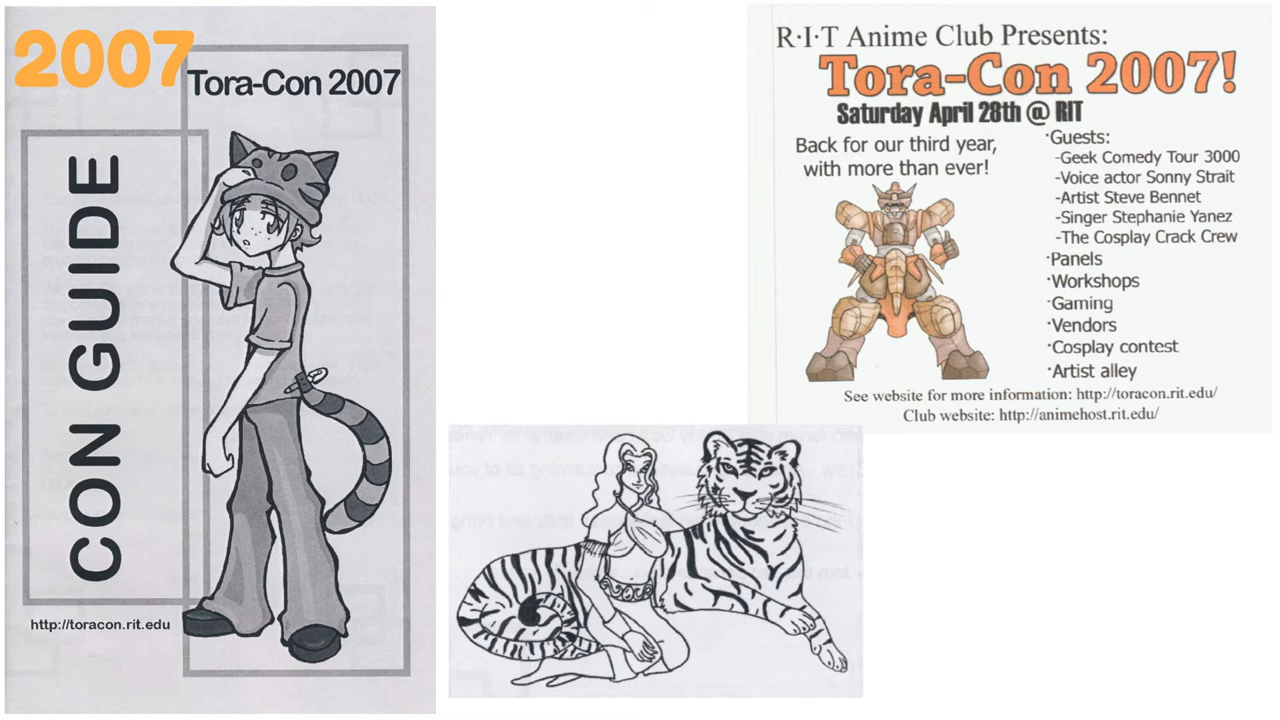 2007
Tora-Con 2007
CON GUIDE
http://toracon.rit.edu
R·I·T Anime Club Presents:
Tora-Con 2007!
Saturday April 28th @ RIT
Back for our third year,
with more than ever!
·Guests:
-Geek Comedy Tour 3000
-Voice actor Sonny Strait
-Artist Steve Bennet
-Singer Stephanie Yanez
-The Cosplay Crack Crew
·Panels
·Workshops
·Gaming
·Vendors
·Cosplay contest
·Artist alley
See website for more information: http://toracon.rit.edu/
Club website: http://animehost.rit.edu/